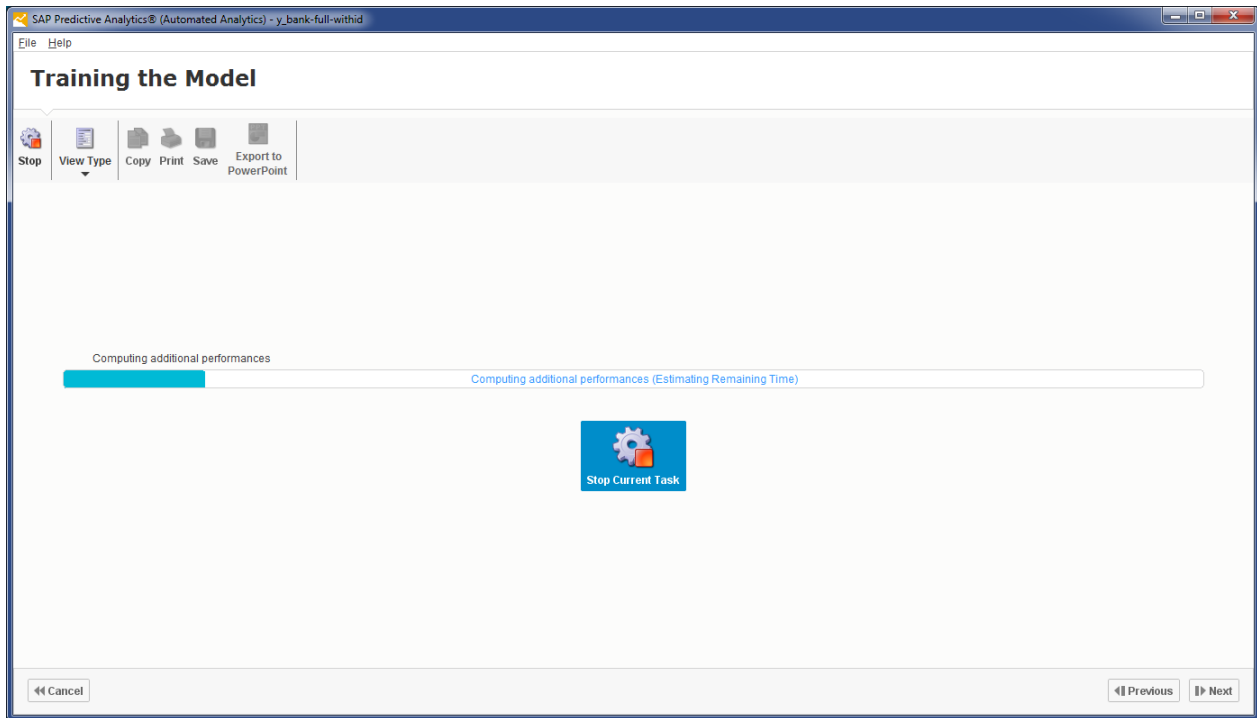 SAP Predictive Analytics® (Automated Analytics) - y_bank-full-withid
File Help
Training the Model
Stop
View Type
Copy Print Save
Export to
PowerPoint
Computing additional performances
Computing additional performances (Estimating Remaining Time)
Stop Current Task
Cancel
Previous
Next